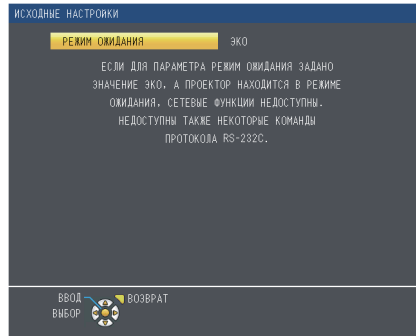 ИСХОДНЫЕ НАСТРОЙКИ
РЕЖИМ ОЖИДАНИЯ ЭКО
ЕСЛИ ДЛЯ ПАРАМЕТРА РЕЖИМ ОЖИДАНИЯ ЗАДАНО
ЗНАЧЕНИЕ ЭКО, А ПРОЕКТОР НАХОДИТСЯ В РЕЖИМЕ
ОЖИДАНИЯ, СЕТЕВЫЕ ФУНКЦИИ НЕДОСТУПНЫ.
НЕДОСТУПНЫ ТАКЖЕ НЕКОТОРЫЕ КОМАНДЫ
ПРОТОКОЛА RS-232C.
ВВОД ВОЗВРАТ
ВЫБОР